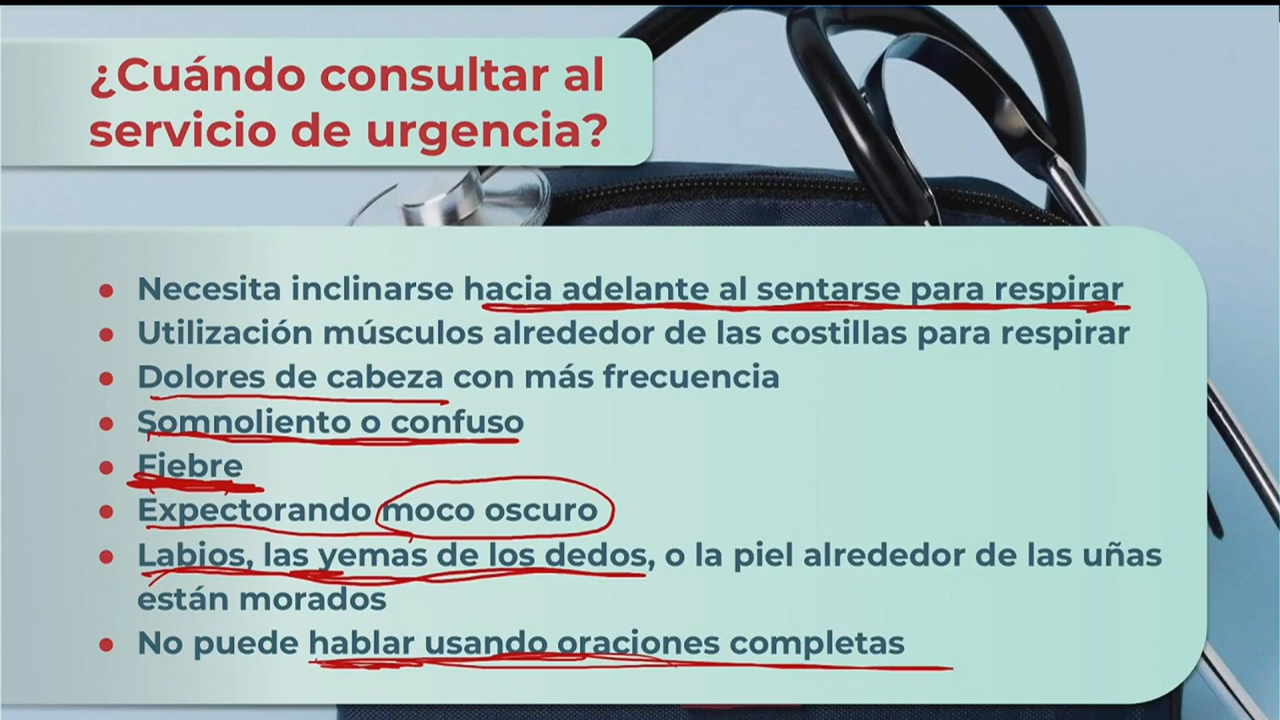 ¿Cuándo consultar al
servicio de urgencia?
• Necesita inclinarse hacia adelante al sentarse para respirar
• Utilización músculos alrededor de las costillas para respirar
• Dolores de cabeza con más frecuencia
• Somnoliento o confuso
• Fiebre
• Expectorando moco oscuro
• Labios, las yemas de los dedos, o la piel alrededor de las uñas
están morados
• No puede hablar usando oraciones completas